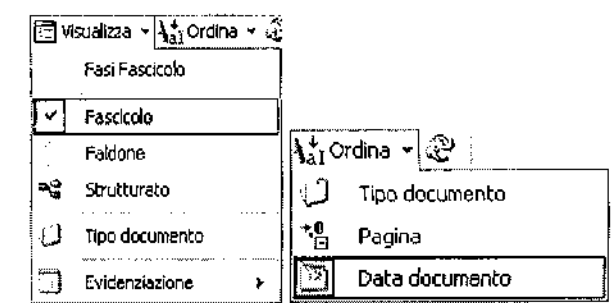 Visualizza Ordina
Fasi Fascicolo
Fascicolo
Faldone
Strutturato
Tipo documento
Evidenziazione
Ordina
Tipo documento
Pagina
Data documento